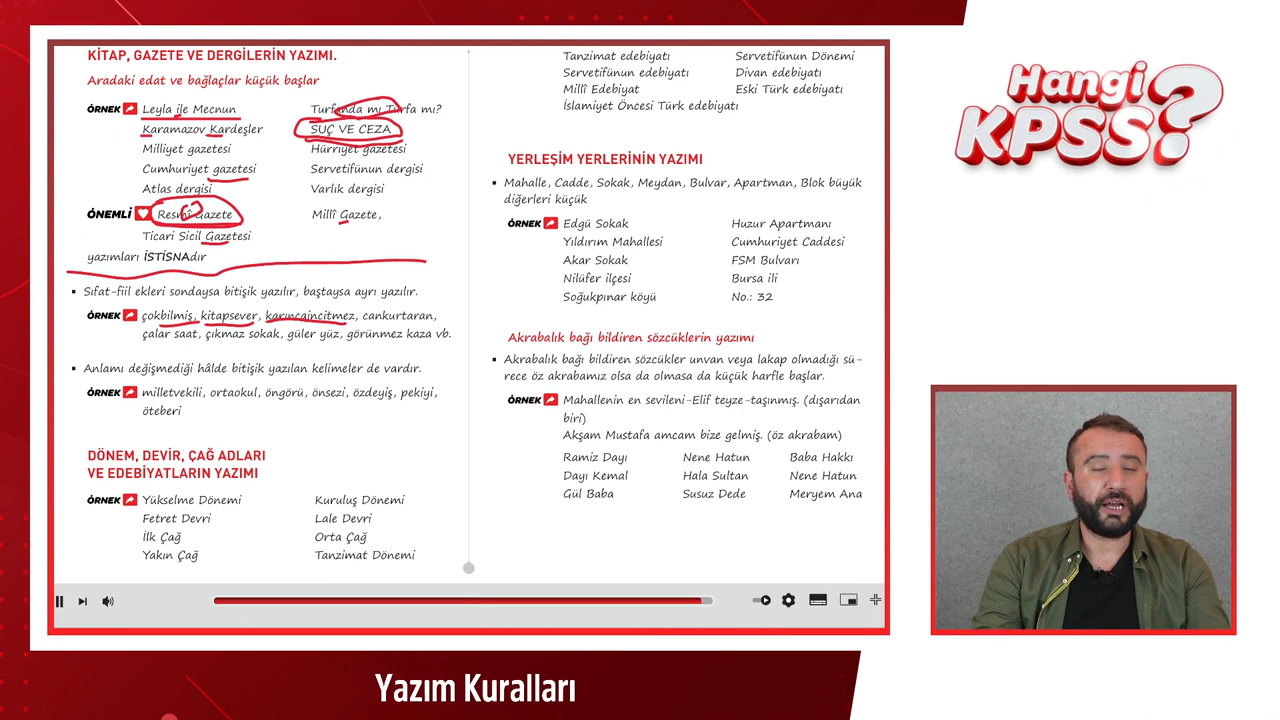 KİTAP, GAZETE VE DERGİLERİN YAZIMI.
Aradaki edat ve bağlaçlar küçük başlar
ÖRNEK Leyla ile Mecnun Turfanda mı Turfa mı?
Karamazov Kardeşler SUÇ VE CEZA
Milliyet gazetesi Hürriyet gazetesi
Cumhuriyet gazetesi Servetifünun dergisi
Atlas dergisi Varlık dergisi
ÖNEMLİ Resmî Gazete Millî Gazete,
Ticari Sicil Gazetesi
yazımları İSTİSNAdır
▪ Sıfat-fiil ekleri sondaysa bitişik yazılır, baştaysa ayrı yazılır.
ÖRNEK çokbilmiş, kitapsever, karıncaincitmez, cankurtaran,
çalar saat, çıkmaz sokak, güler yüz, görünmez kaza vb.
▪ Anlamı değişmediği hâlde bitişik yazılan kelimeler de vardır.
ÖRNEK milletvekili, ortaokul, öngörü, önsezi, özdeyiş, pekiyi,
öteberi
DÖNEM, DEVİR, ÇAĞ ADLARI
VE EDEBİYATLARIN YAZIMI
ÖRNEK Yükselme Dönemi Kuruluş Dönemi
Fetret Devri Lale Devri
İlk Çağ Orta Çağ
Yakın Çağ Tanzimat Dönemi
Tanzimat edebiyatı Servetifünun Dönemi
Servetifünun edebiyatı Divan edebiyatı
Millî Edebiyat Eski Türk edebiyatı
İslamiyet Öncesi Türk edebiyatı
YERLEŞİM YERLERİNİN YAZIMI
▪ Mahalle, Cadde, Sokak, Meydan, Bulvar, Apartman, Blok büyük
diğerleri küçük
ÖRNEK Edgü Sokak Huzur Apartmanı
Yıldırım Mahallesi Cumhuriyet Caddesi
Akar Sokak FSM Bulvarı
Nilüfer ilçesi Bursa ili
Soğukpınar köyü No.: 32
Akrabalık bağı bildiren sözcüklerin yazımı
▪ Akrabalık bağı bildiren sözcükler unvan veya lakap olmadığı sü-
rece öz akrabamız olsa da olmasa da küçük harfle başlar.
ÖRNEK Mahallenin en sevileni-Elif teyze-taşınmış. (dışarıdan
biri)
Akşam Mustafa amcam bize gelmiş. (öz akrabam)
Ramiz Dayı Nene Hatun Baba Hakkı
Dayı Kemal Hala Sultan Nene Hatun
Gül Baba Susuz Dede Meryem Ana
Hangi
KPSS?
Yazım Kuralları